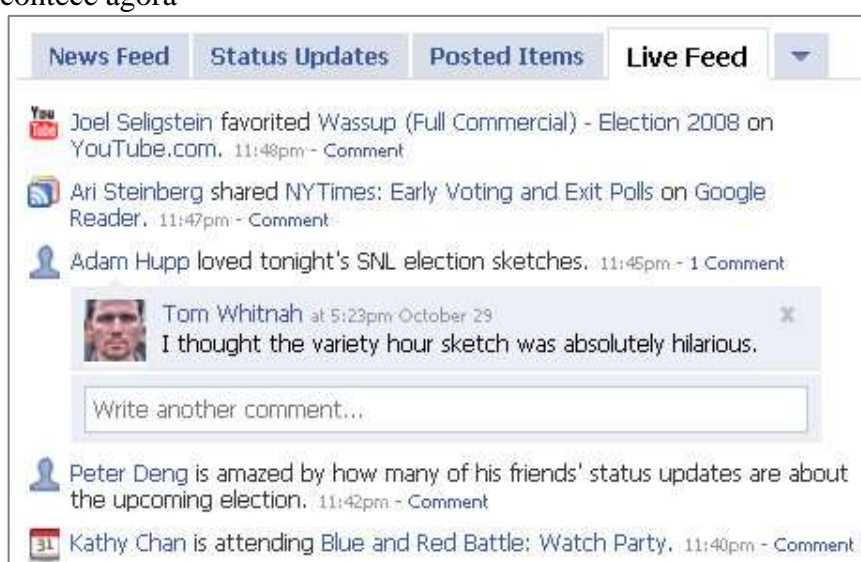 contece agora
News Feed Status Updates Posted Items Live Feed
You Tube Joel Seligstein favorited Wassup (Full Commercial) - Election 2008 on
YouTube.com. 11:48pm - Comment
Ari Steinberg shared NYTimes: Early Voting and Exit Polls on Google
Reader. 11:47pm - Comment
Adam Hupp loved tonight's SNL election sketches. 11:45pm - 1 Comment
Tom Whitnah at 5:23pm October 29 x
I thought the variety hour sketch was absolutely hilarious.
Write another comment...
Peter Deng is amazed by how many of his friends' status updates are about
the upcoming election. 11:42pm - Comment
31 Kathy Chan is attending Blue and Red Battle: Watch Party. 11:40pm - Comment